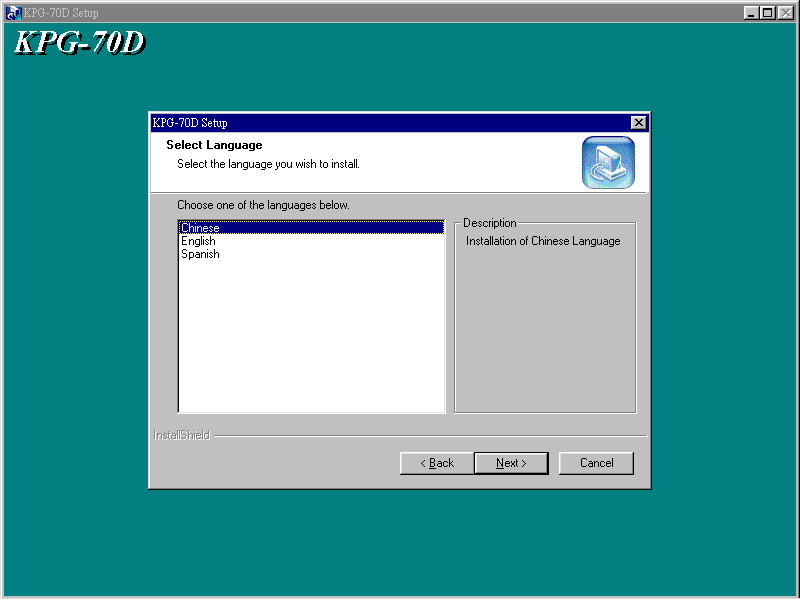 KPG-70D Setup
KPG-70D
KPG-70D Setup
Select Language
Select the language you wish to install.
Choose one of the languages below.
Chinese
English
Spanish
Description
Installation of Chinese Language
InstallShield
< Back
Next >
Cancel